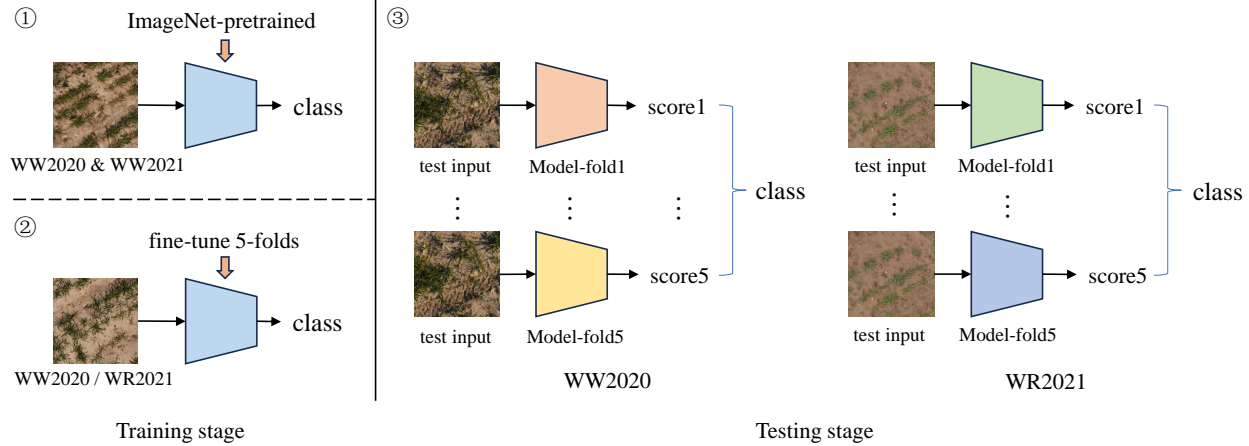 ①
ImageNet-pretrained
class
WW2020 & WW2021
②
fine-tune 5-folds
class
WW2020 / WR2021
Training stage
③
test input
Model-fold1
score1
⋮ ⋮ ⋮
test input
Model-fold5
score5
class
WW2020
test input
Model-fold1
score1
⋮ ⋮
test input
Model-fold5
score5
class
WR2021
Testing stage